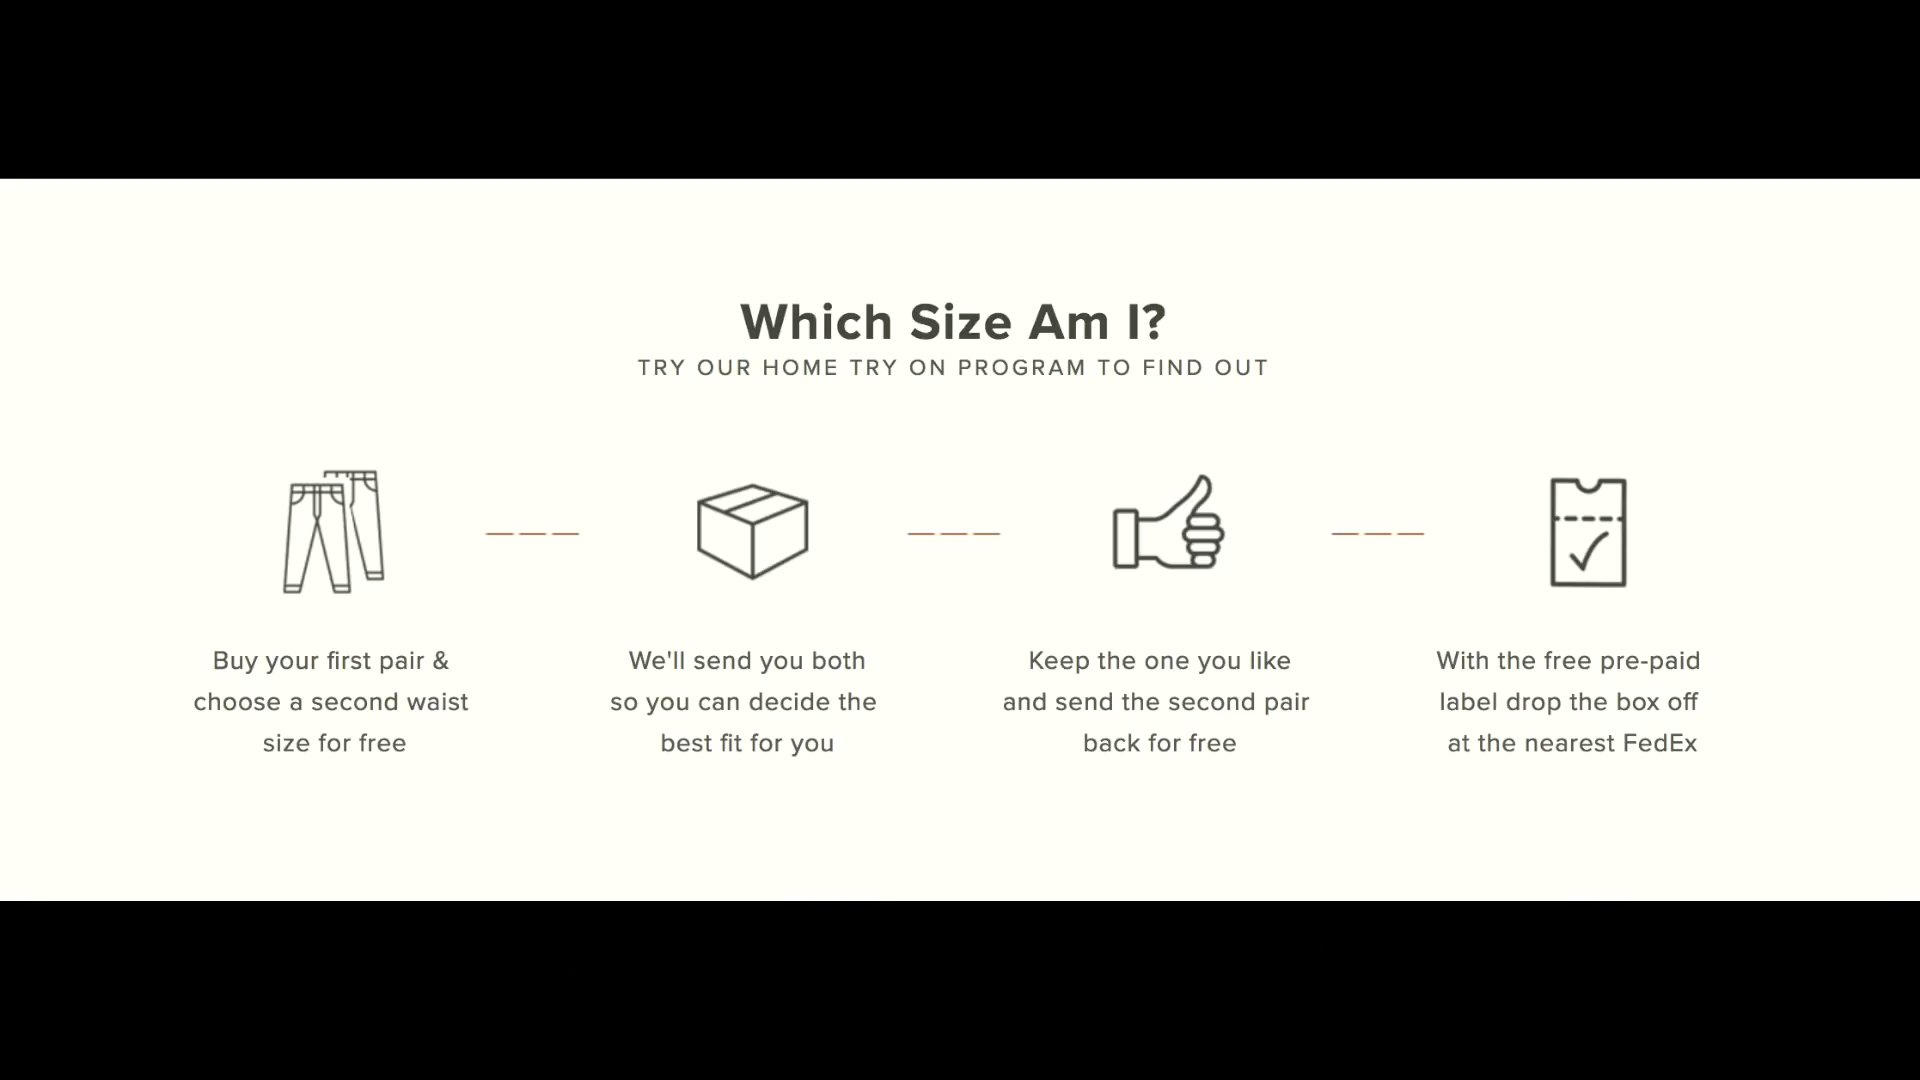 Which Size Am I?
TRY OUR HOME TRY ON PROGRAM TO FIND OUT
Buy your first pair &
choose a second waist
size for free
We'll send you both
so you can decide the
best fit for you
Keep the one you like
and send the second pair
back for free
With the free pre-paid
label drop the box off
at the nearest FedEx